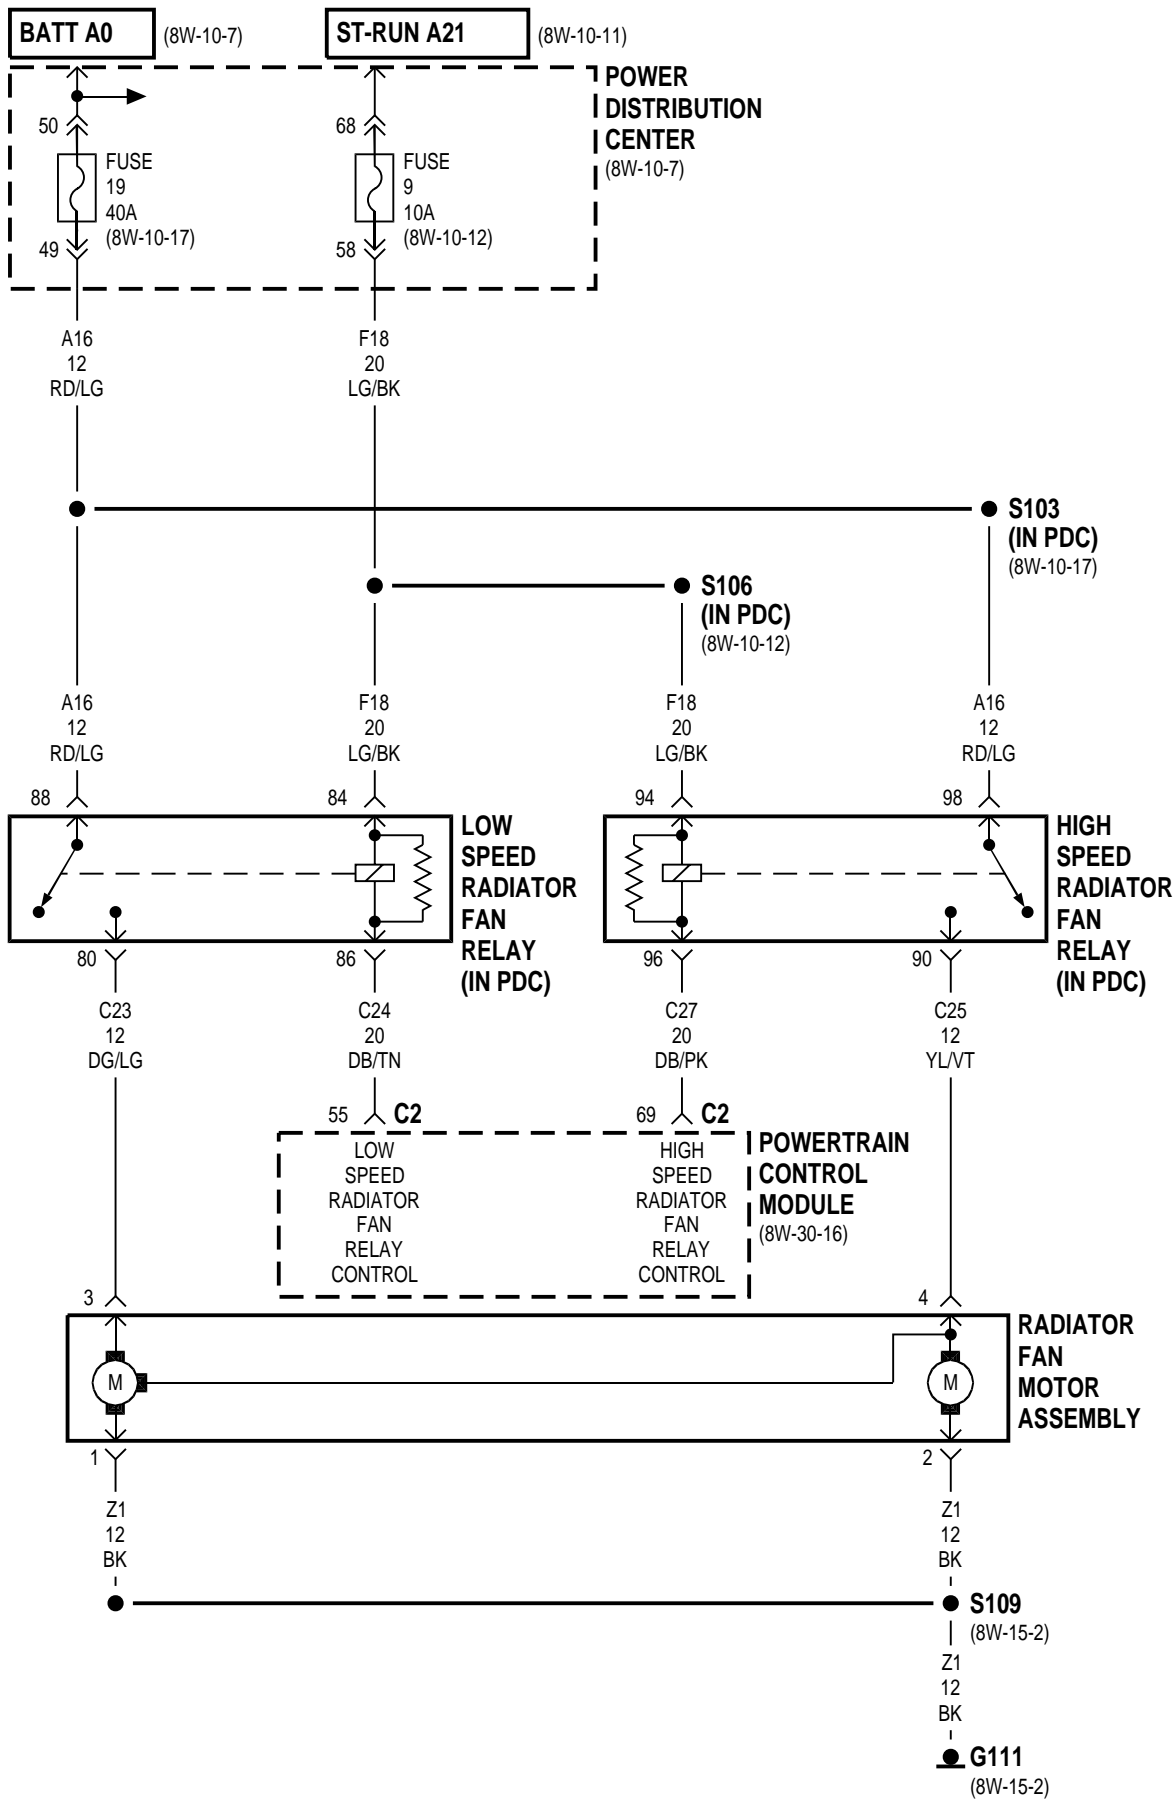 BATT A0
(8W-10-7)
ST-RUN A21
(8W-10-11)
POWER
DISTRIBUTION
CENTER
(8W-10-7)
50
FUSE
19
40A
(8W-10-17)
49
68
FUSE
9
10A
(8W-10-12)
58
A16
12
RD/LG
F18
20
LG/BK
S103
(IN PDC)
(8W-10-17)
S106
(IN PDC)
(8W-10-12)
A16
12
RD/LG
F18
20
LG/BK
F18
20
LG/BK
A16
12
RD/LG
88
84
94
98
LOW
SPEED
RADIATOR
FAN
RELAY
(IN PDC)
HIGH
SPEED
RADIATOR
FAN
RELAY
(IN PDC)
80
86
96
90
C23
12
DG/LG
C24
20
DB/TN
C27
20
DB/PK
C25
12
YL/VT
55
C2
69
C2
LOW
SPEED
RADIATOR
FAN
RELAY
CONTROL
HIGH
SPEED
RADIATOR
FAN
RELAY
CONTROL
POWERTRAIN
CONTROL
MODULE
(8W-30-16)
3
4
M
M
RADIATOR
FAN
MOTOR
ASSEMBLY
1
2
Z1
12
BK
Z1
12
BK
S109
(8W-15-2)
Z1
12
BK
G111
(8W-15-2)